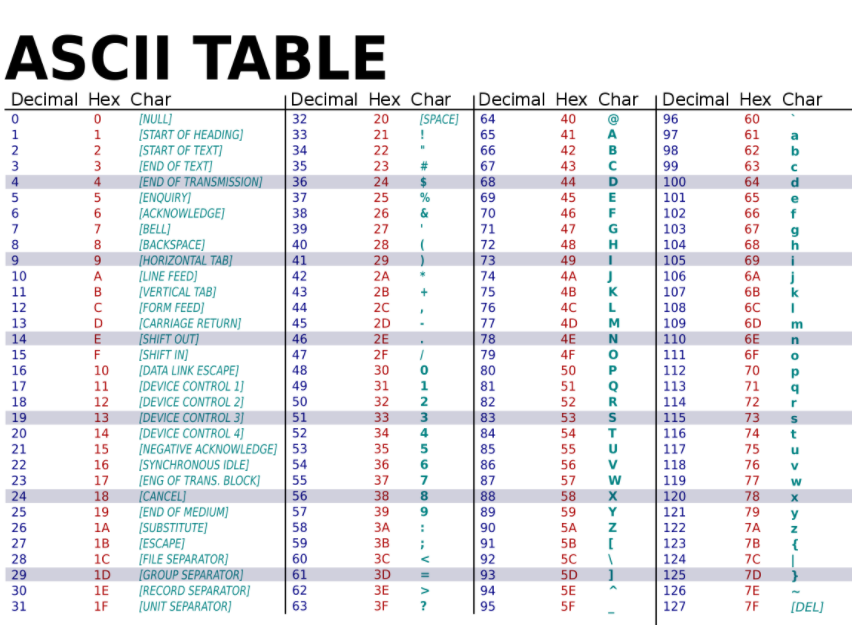 ASCII TABLE
Decimal Hex Char Decimal Hex Char Decimal Hex Char Decimal Hex Char
0 0 [NULL] 32 20 [SPACE] 64 40 @ 96 60 `
1 1 [START OF HEADING] 33 21 ! 65 41 A 97 61 a
2 2 [START OF TEXT] 34 22 " 66 42 B 98 62 b
3 3 [END OF TEXT] 35 23 # 67 43 C 99 63 c
4 4 [END OF TRANSMISSION] 36 24 $ 68 44 D 100 64 d
5 5 [ENQUIRY] 37 25 % 69 45 E 101 65 e
6 6 [ACKNOWLEDGE] 38 26 & 70 46 F 102 66 f
7 7 [BELL] 39 27 ' 71 47 G 103 67 g
8 8 [BACKSPACE] 40 28 ( 72 48 H 104 68 h
9 9 [HORIZONTAL TAB] 41 29 ) 73 49 I 105 69 i
10 A [LINE FEED] 42 2A * 74 4A J 106 6A j
11 B [VERTICAL TAB] 43 2B + 75 4B K 107 6B k
12 C [FORM FEED] 44 2C , 76 4C L 108 6C l
13 D [CARRIAGE RETURN] 45 2D - 77 4D M 109 6D m
14 E [SHIFT OUT] 46 2E . 78 4E N 110 6E n
15 F [SHIFT IN] 47 2F / 79 4F O 111 6F o
16 10 [DATA LINK ESCAPE] 48 30 0 80 50 P 112 70 p
17 11 [DEVICE CONTROL 1] 49 31 1 81 51 Q 113 71 q
18 12 [DEVICE CONTROL 2] 50 32 2 82 52 R 114 72 r
19 13 [DEVICE CONTROL 3] 51 33 3 83 53 S 115 73 s
20 14 [DEVICE CONTROL 4] 52 34 4 84 54 T 116 74 t
21 15 [NEGATIVE ACKNOWLEDGE] 53 35 5 85 55 U 117 75 u
22 16 [SYNCHRONOUS IDLE] 54 36 6 86 56 V 118 76 v
23 17 [ENG OF TRANS. BLOCK] 55 37 7 87 57 W 119 77 w
24 18 [CANCEL] 56 38 8 88 58 X 120 78 x
25 19 [END OF MEDIUM] 57 39 9 89 59 Y 121 79 y
26 1A [SUBSTITUTE] 58 3A : 90 5A Z 122 7A z
27 1B [ESCAPE] 59 3B ; 91 5B [ 123 7B {
28 1C [FILE SEPARATOR] 60 3C < 92 5C \ 124 7C |
29 1D [GROUP SEPARATOR] 61 3D = 93 5D ] 125 7D }
30 1E [RECORD SEPARATOR] 62 3E > 94 5E ^ 126 7E ~
31 1F [UNIT SEPARATOR] 63 3F ? 95 5F _ 127 7F [DEL]